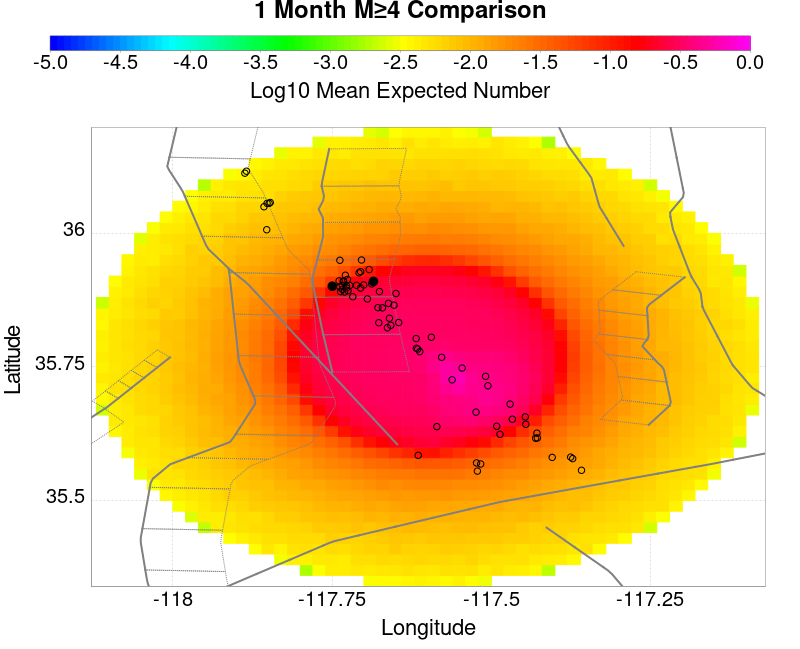 1 Month M≥4 Comparison
-5.0 -4.5 -4.0 -3.5 -3.0 -2.5 -2.0 -1.5 -1.0 -0.5 0.0
Log10 Mean Expected Number
36
35.75
35.5
Latitude
-118 -117.75 -117.5 -117.25
Longitude